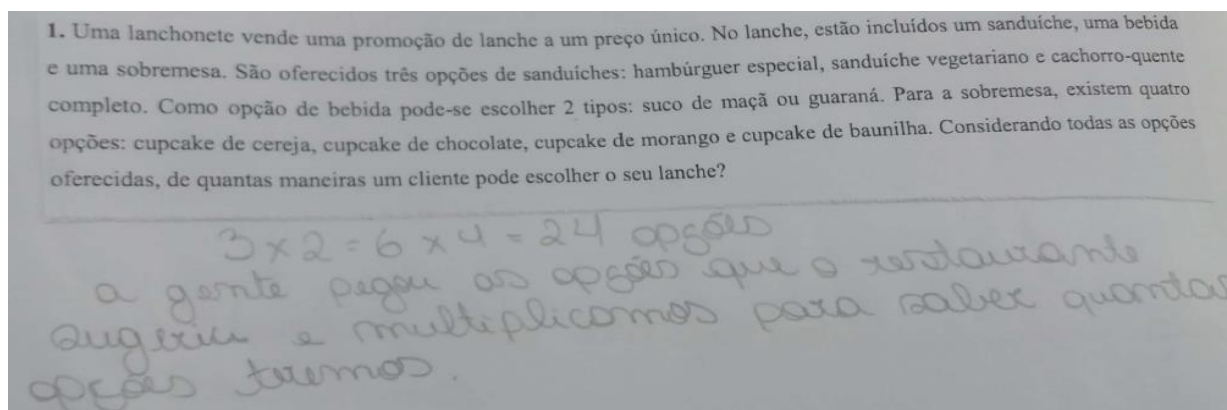 1. Uma lanchonete vende uma promoção de lanche a um preço único. No lanche, estão incluídos um sanduíche, uma bebida
e uma sobremesa. São oferecidos três opções de sanduíches: hambúrguer especial, sanduíche vegetariano e cachorro-quente
completo. Como opção de bebida pode-se escolher 2 tipos: suco de maçã ou guaraná. Para a sobremesa, existem quatro
opções: cupcake de cereja, cupcake de chocolate, cupcake de morango e cupcake de baunilha. Considerando todas as opções
oferecidas, de quantas maneiras um cliente pode escolher o seu lanche?
3 x 2 = 6 x 4 = 24 opções
a gente pegou as opções que o restaurante
sugeriu e multiplicamos para saber quantas
opções teremos.